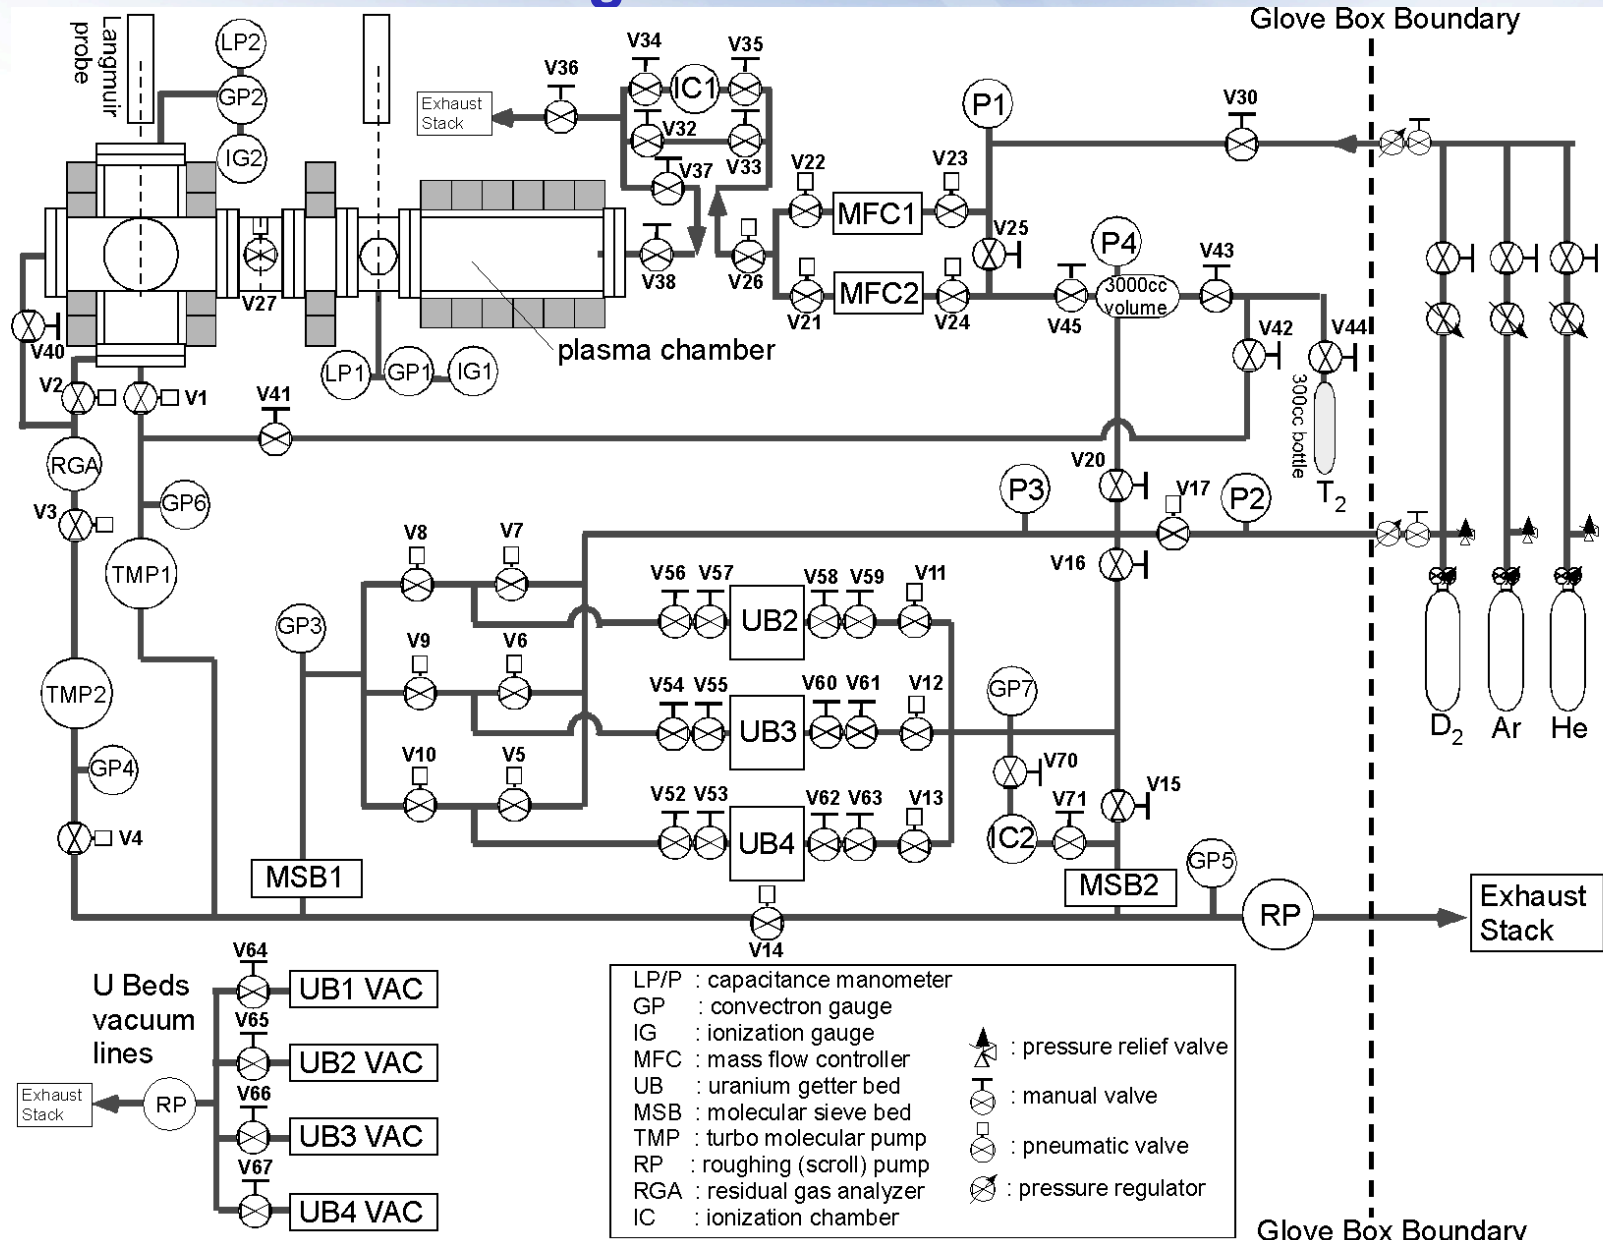 Glove Box Boundary
Langmuir
probe
LP2
GP2
IG2
V36
V34
IC1
V35
Exhaust
Stack
V32
V33
V37
P1
V30
V22
V23
MFC1
V25
P4
V43
V38
V26
MFC2
3000cc
volume
V27
V21
V24
V45
V42
V44
V40
plasma chamber
LP1
GP1
IG1
V2
V1
V41
300cc bottle
T2
RGA
V20
GP6
V3
P3
V17
P2
V8
V7
TMP1
V16
V56
V57
V58
V59
V11
UB2
GP3
V9
V6
TMP2
V54
V55
V60
V61
V12
GP7
UB3
D2
Ar
He
GP4
V10
V5
V70
V15
V52
V53
V62
V63
V13
V71
V4
UB4
IC2
GP5
MSB1
MSB2
RP
Exhaust
Stack
V14
V64
U Beds
vacuum
lines
UB1 VAC
V65
UB2 VAC
Exhaust
Stack
RP
V66
UB3 VAC
V67
UB4 VAC
LP/P : capacitance manometer
GP : convectron gauge
IG : ionization gauge
MFC : mass flow controller
UB : uranium getter bed
MSB : molecular sieve bed
TMP : turbo molecular pump
RP : roughing (scroll) pump
RGA : residual gas analyzer
IC : ionization chamber
: pressure relief valve
: manual valve
: pneumatic valve
: pressure regulator
Glove Box Boundary